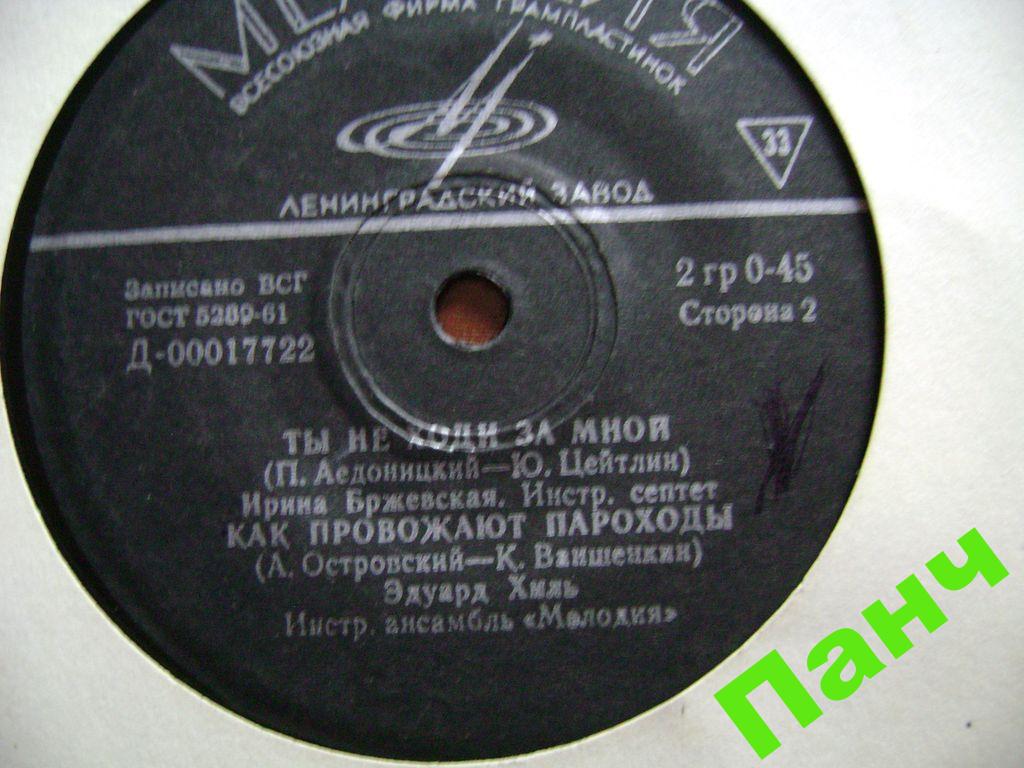 ВСЕСОЮЗНАЯ ФИРМА ГРАМПЛАСТИНОК
33
ЛЕНИНГРАДСКИЙ ЗАВОД
Записано ВСГ
ГОСТ 5289-61
Д-00017722
2 гр 0-45
Сторона 2
ТЫ НЕ ХОДИ ЗА МНОЙ
(П. Аедоницкий—Ю. Цейтлин)
Ирина Бржевская. Инстр. септет
КАК ПРОВОЖАЮТ ПАРОХОДЫ
(А. Островский—К. Ваншенкин)
Эдуард Хиль
Инстр. ансамбль «Мелодия»
Панч